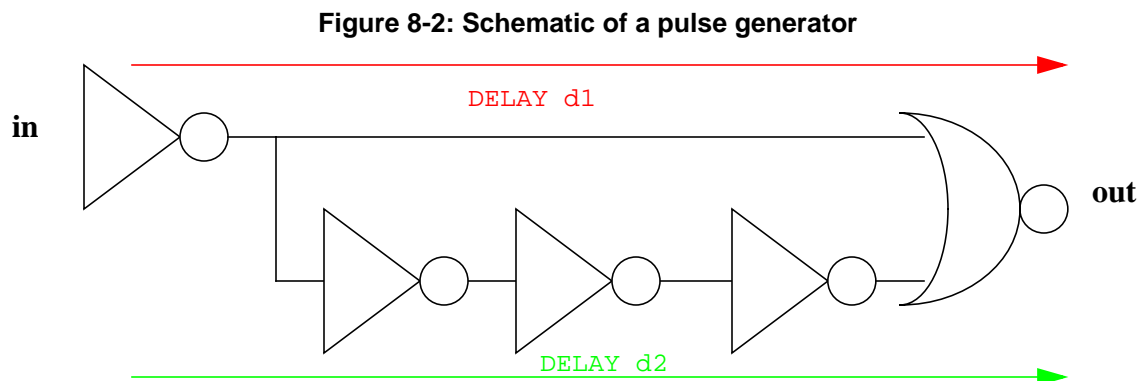 Figure 8-2: Schematic of a pulse generator
DELAY d1
in
out
DELAY d2